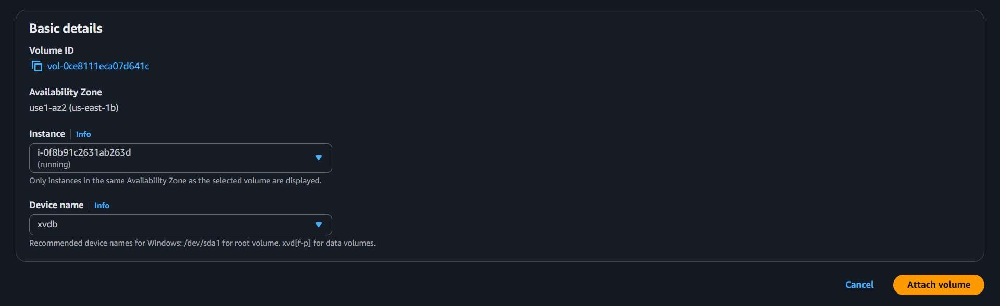 Basic details
Volume ID
vol-0ce8111eca07d641c
Availability Zone
use1-az2 (us-east-1b)
Instance Info
i-0f8b91c2631ab263d
(running)
Only instances in the same Availability Zone as the selected volume are displayed.
Device name Info
xvdb
Recommended device names for Windows: /dev/sda1 for root volume. xvd[f-p] for data volumes.
Cancel Attach volume